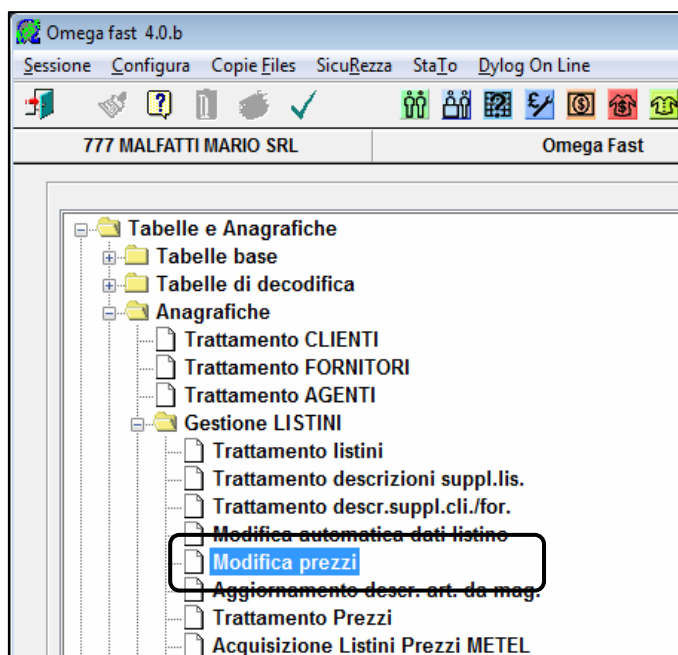 Omega fast 4.0.b
Sessione Configura Copie Files SicuRezza StaTo Dylog On Line
777 MALFATTI MARIO SRL Omega Fast
Tabelle e Anagrafiche
Tabelle base
Tabelle di decodifica
Anagrafiche
Trattamento CLIENTI
Trattamento FORNITORI
Trattamento AGENTI
Gestione LISTINI
Trattamento listini
Trattamento descrizioni suppl.lis.
Trattamento descr.suppl.cli./for.
Modifica automatica dati listino
Modifica prezzi
Aggiornamento descr. art. da mag.
Trattamento Prezzi
Acquisizione Listini Prezzi METEL